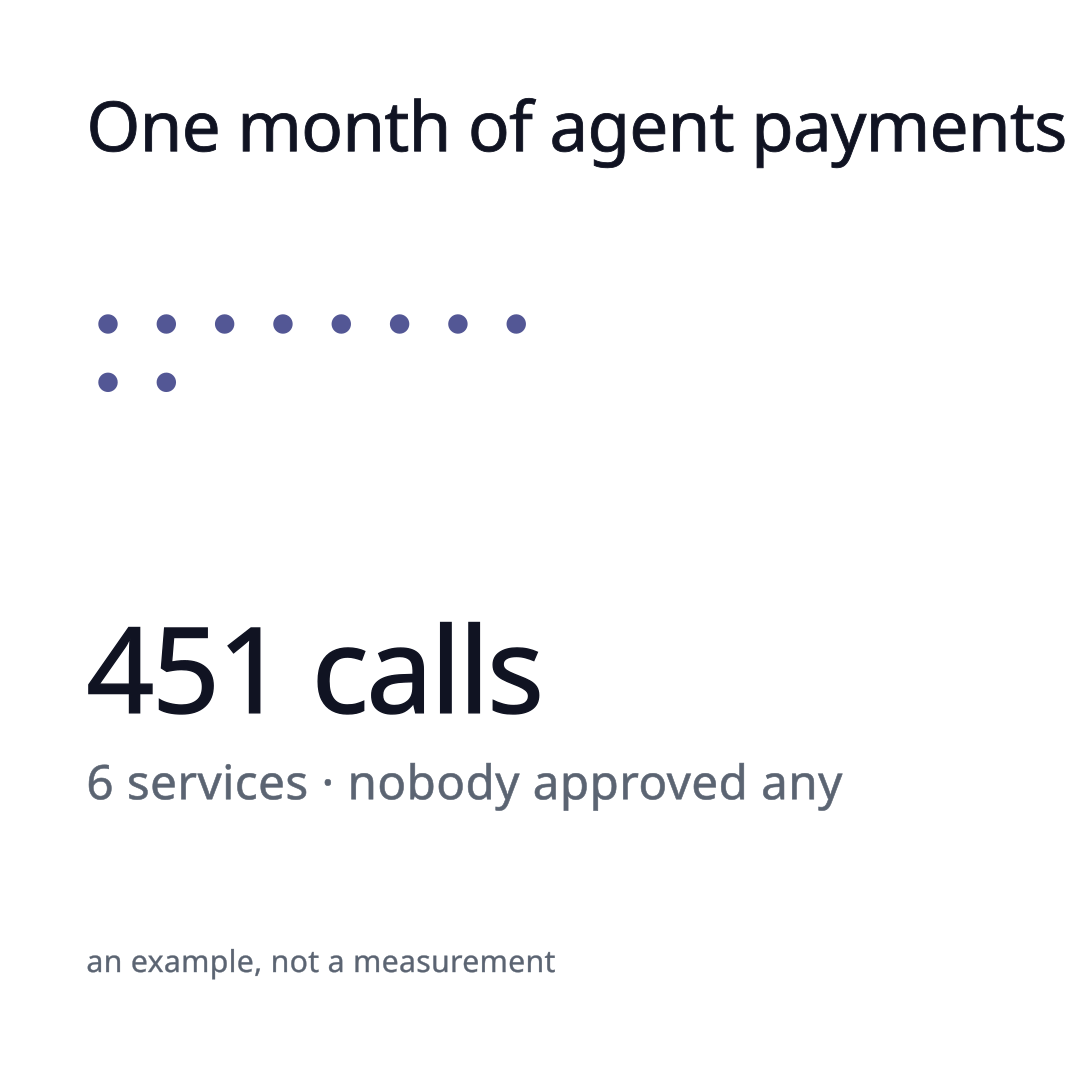 One month of agent payments
451 calls
6 services · nobody approved any
an example, not a measurement